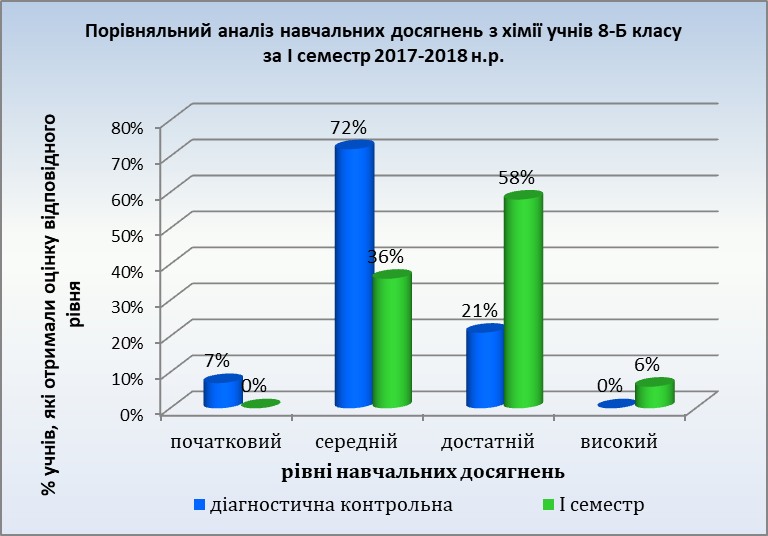 Порівняльний аналіз навчальних досягнень з хімії учнів 8-Б класу
за І семестр 2017-2018 н.р.
% учнів, які отримали оцінку відповідного
рівня
80%
70%
60%
50%
40%
30%
20%
10%
0%
7%
0%
72%
36%
21%
58%
0%
6%
початковий
середній
достатній
високий
рівні навчальних досягнень
діагностична контрольна
І семестр